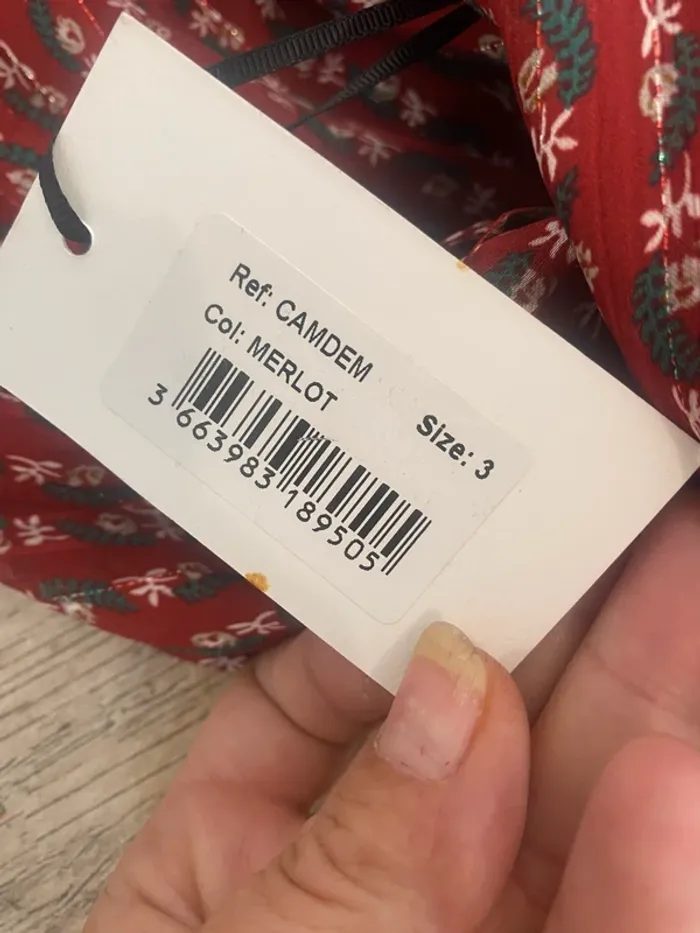 Ref: CAMDEM
Col: MERLOT
Size: 3
3 663983 189505